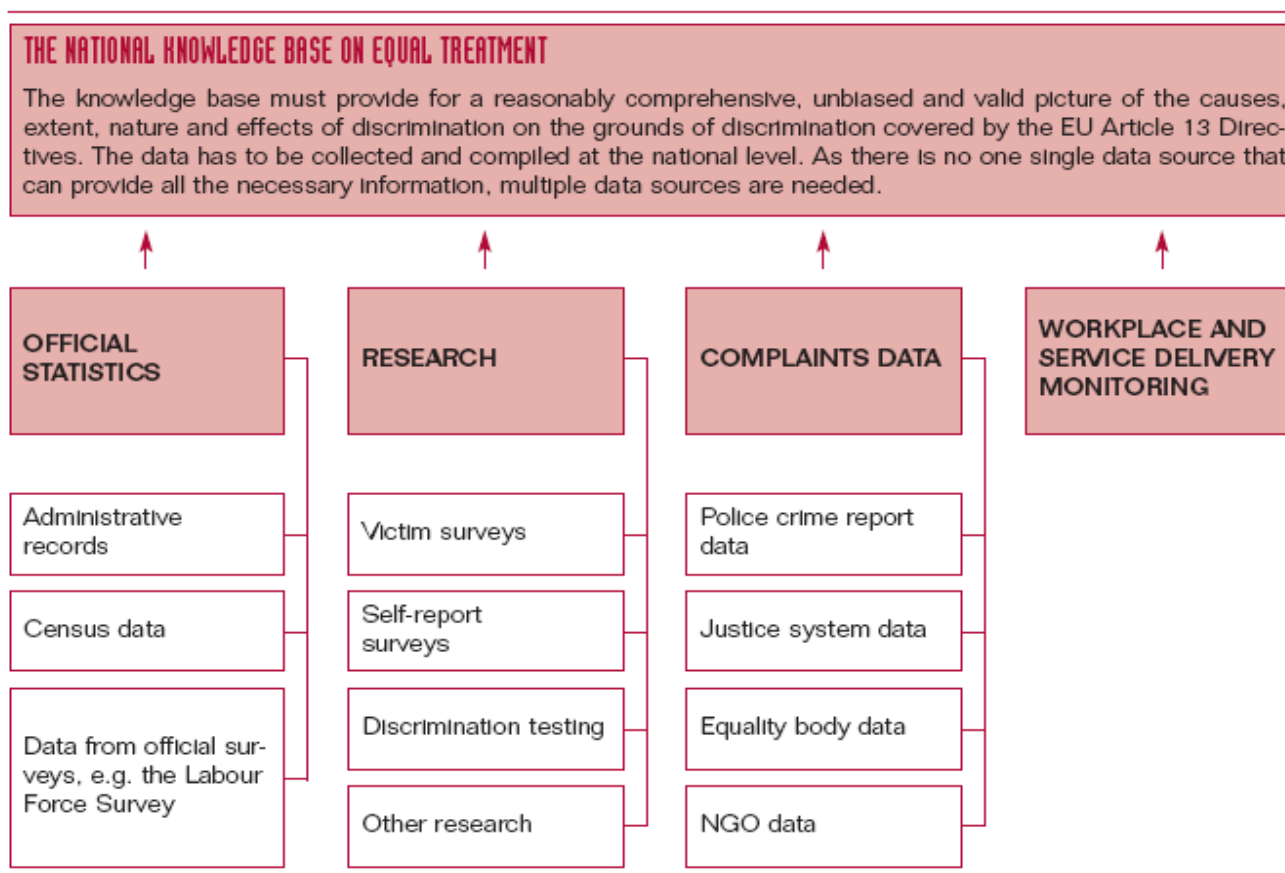 THE NATIONAL KNOWLEDGE BASE ON EQUAL TREATMENT
The knowledge base must provide for a reasonably comprehensive, unbiased and valid picture of the causes,
extent, nature and effects of discrimination on the grounds of discrimination covered by the EU Article 13 Direc-
tives. The data has to be collected and compiled at the national level. As there is no one single data source that
can provide all the necessary information, multiple data sources are needed.
OFFICIAL
STATISTICS
Administrative
records
Census data
Data from official sur-
veys, e.g. the Labour
Force Survey
RESEARCH
Victim surveys
Self-report
surveys
Discrimination testing
Other research
COMPLAINTS DATA
Police crime report
data
Justice system data
Equality body data
NGO data
WORKPLACE AND
SERVICE DELIVERY
MONITORING